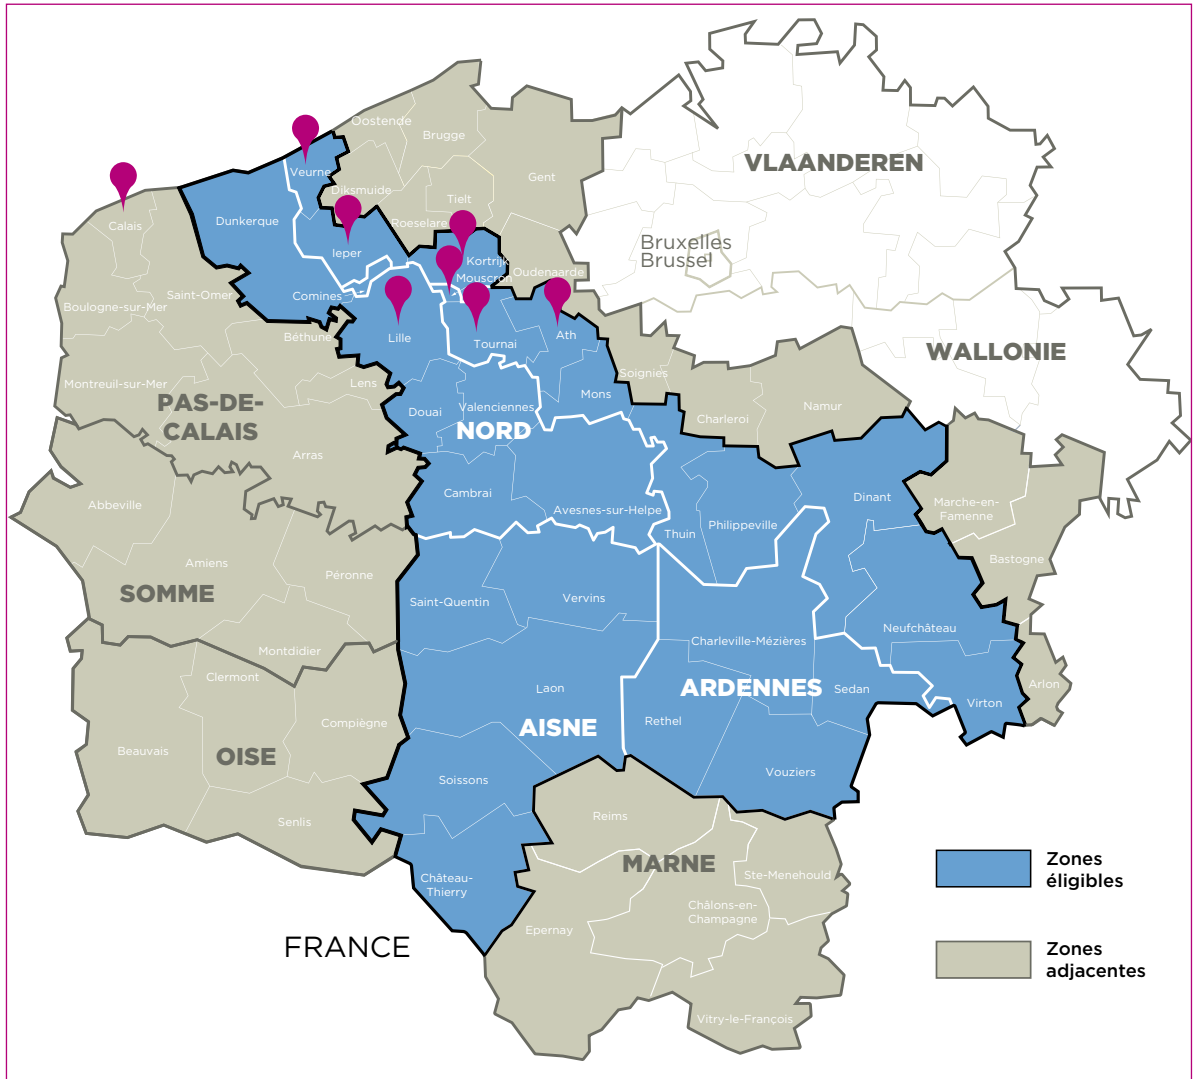 Oostende
Brugge
VLAANDEREN
Veurne
Gent
Diksmuide
Tielt
Calais
Dunkerque
Roeselare
Bruxelles
Brussel
Ieper
Kortrijk
Oudenaarde
Mouscron
Saint-Omer
Comines
Boulogne-sur-Mer
Béthune
Lille
Tournai
Ath
WALLONIE
Soignies
Montreuil-sur-Mer
Lens
Mons
PAS-DE-
CALAIS
Douai
Valenciennes
Namur
Charleroi
NORD
Arras
Cambrai
Dinant
Abbeville
Avesnes-sur-Helpe
Marche-en-
Famenne
Philippeville
Thuin
Bastogne
Amiens
Péronne
SOMME
Saint-Quentin
Vervins
Neufchâteau
Charleville-Mézières
Montdidier
Clermont
Laon
ARDENNES
Sedan
Arlon
Virton
Compiègne
Rethel
AISNE
Beauvais
OISE
Soissons
Vouziers
Senlis
Reims
MARNE
Zones
éligibles
Ste-Menehould
Château-
Thierry
Châlons-en-
Champagne
Epernay
FRANCE
Zones
adjacentes
Vitry-le-François